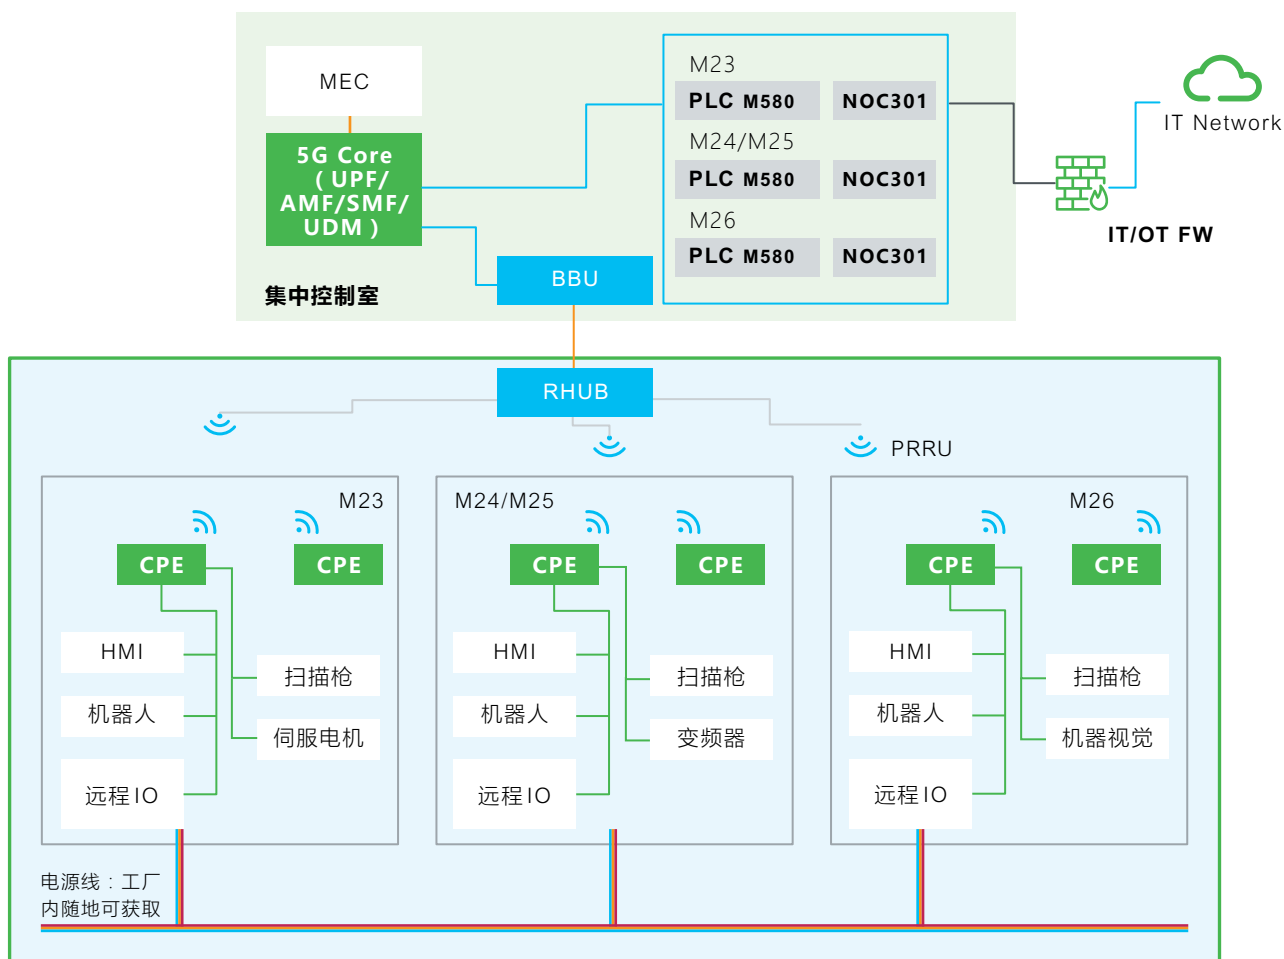 MEC
5G Core
（UPF/
AMF/SMF/
UDM）
集中控制室
BBU
M23
PLC M580
NOC301
M24/M25
PLC M580
NOC301
M26
PLC M580
NOC301
IT Network
IT/OT FW
RHUB
PRRU
M23
CPE
CPE
HMI
扫描枪
机器人
伺服电机
远程IO
M24/M25
CPE
CPE
HMI
扫描枪
机器人
变频器
远程IO
M26
CPE
CPE
HMI
扫描枪
机器人
机器视觉
远程IO
电源线：工厂
内随地可获取